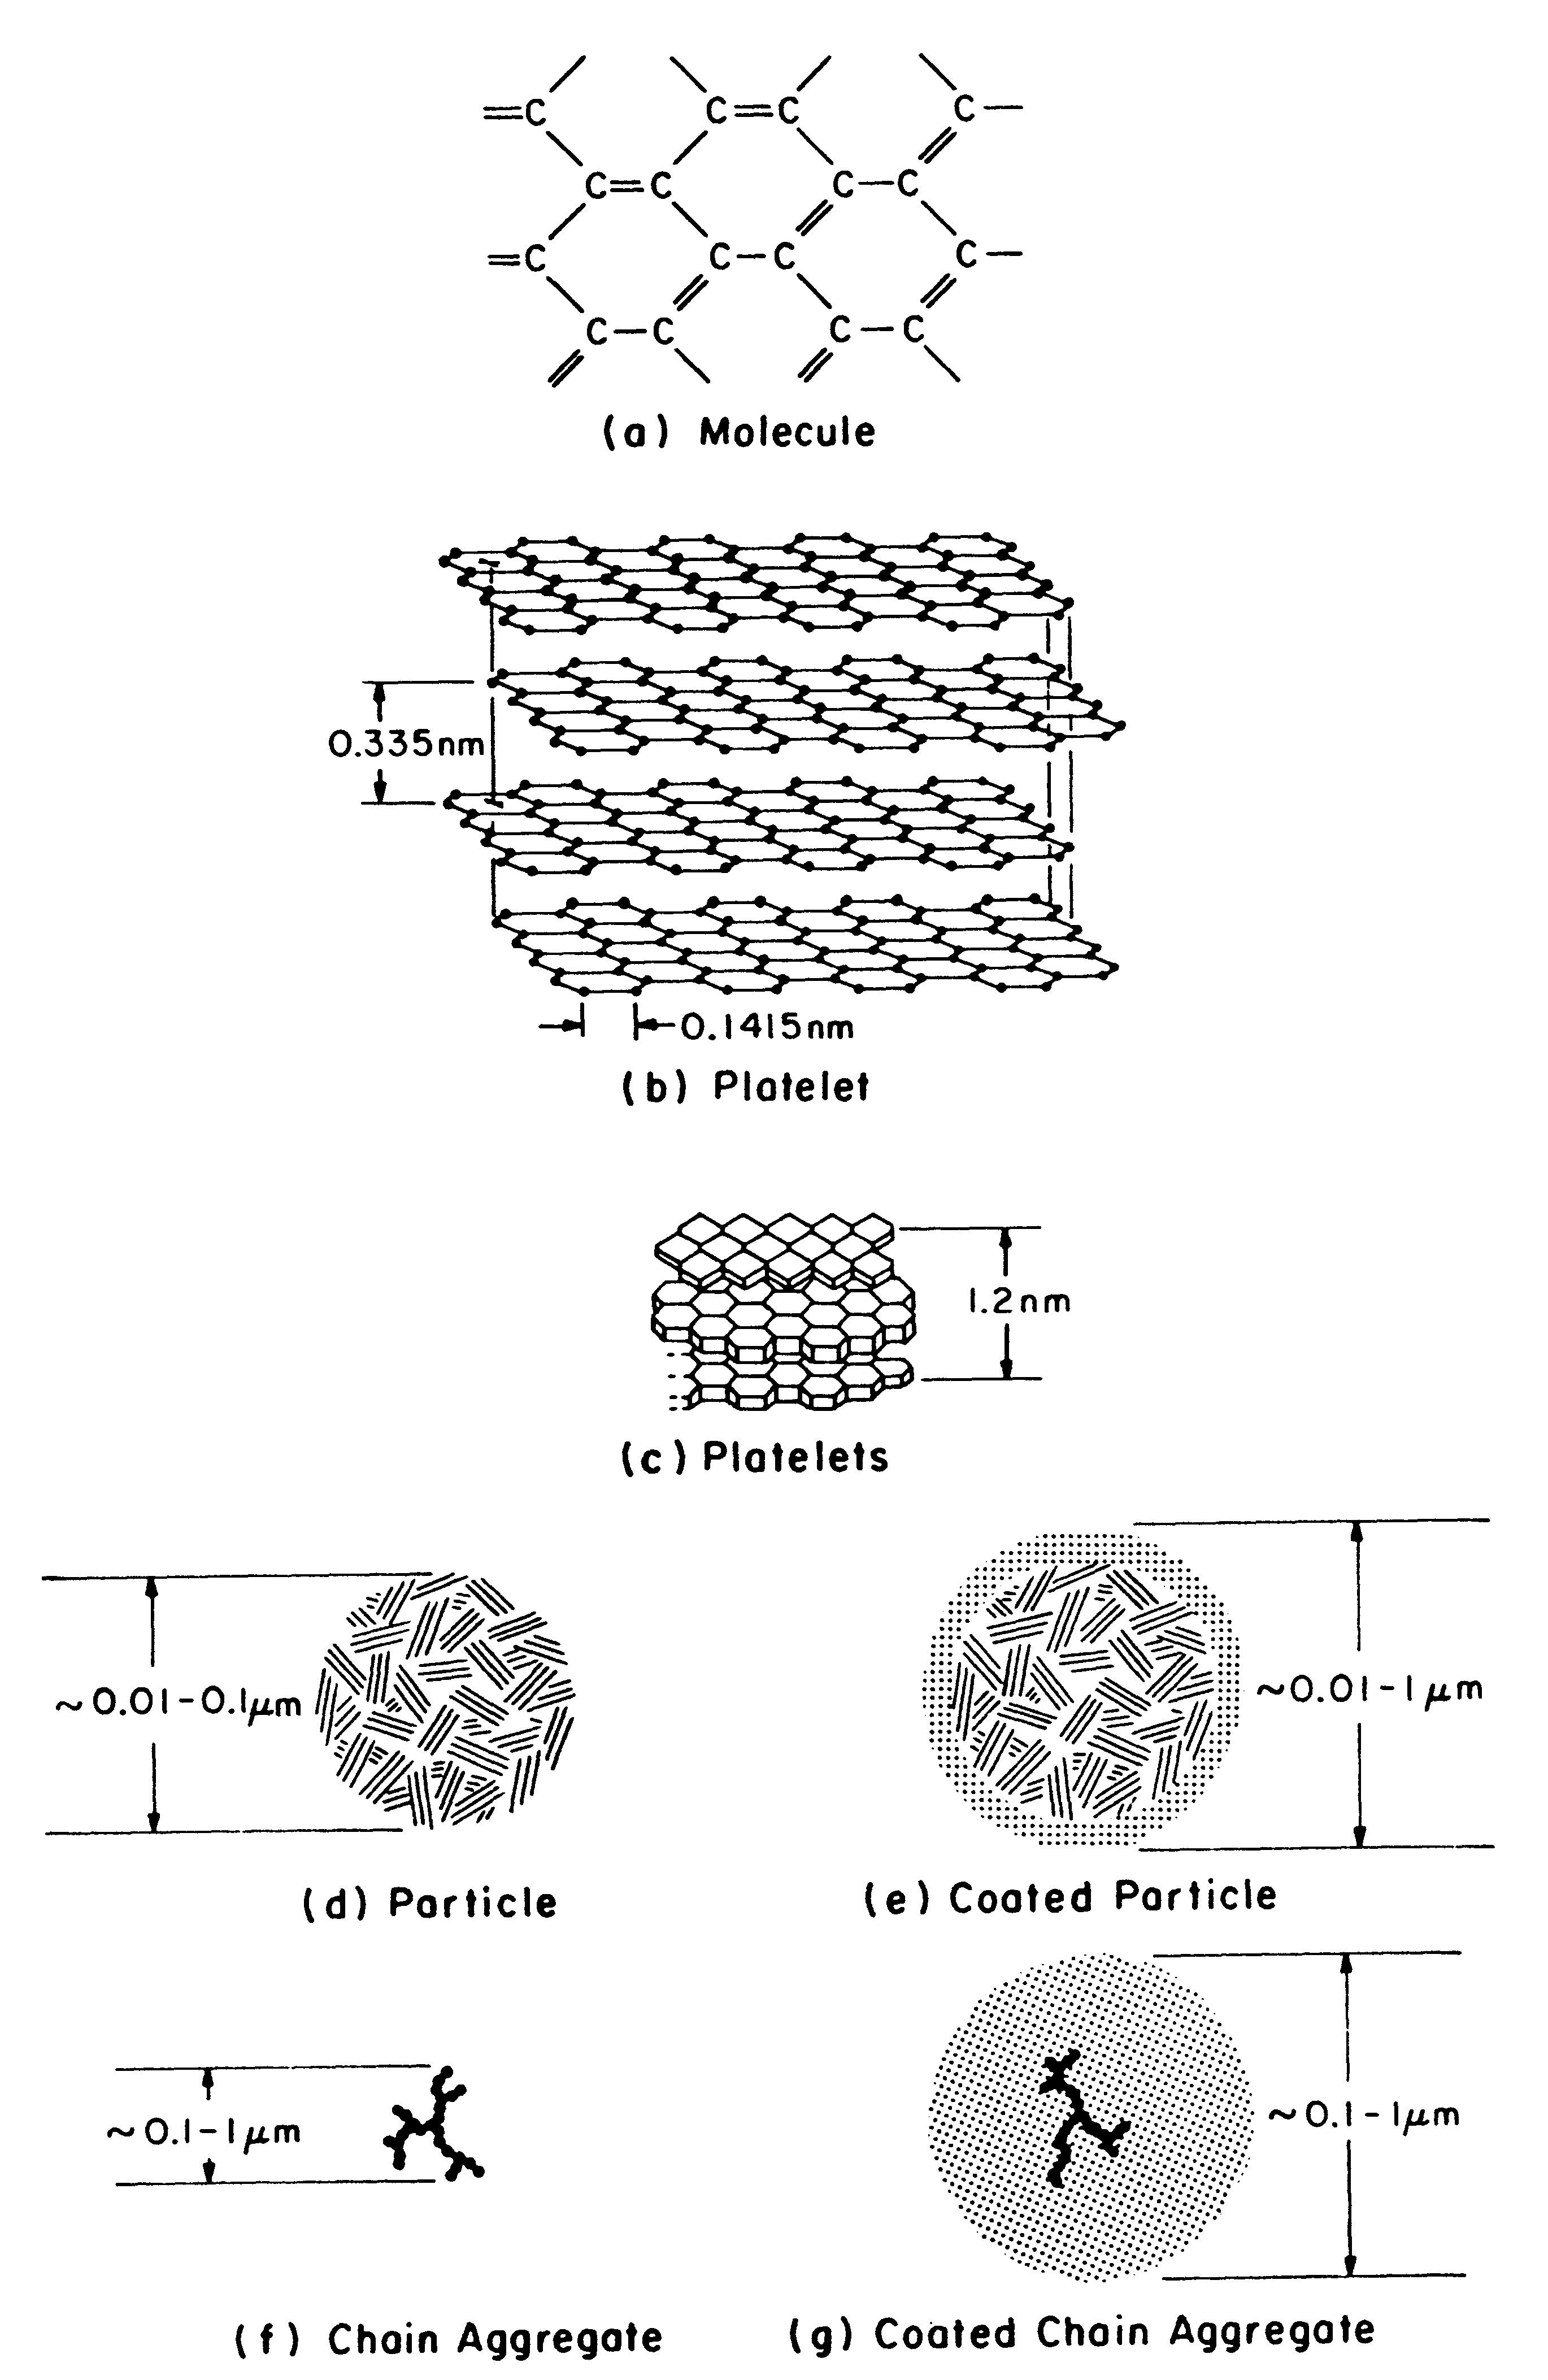 =C C=C C—
C=C C—C
=C C—C C—
C—C C—C
(a) Molecule
0.335nm
0.1415nm
(b) Platelet
1.2nm
(c) Platelets
~0.01-0.1μm
~0.01-1μm
(d) Particle
(e) Coated Particle
~0.1-1μm
~0.1-1μm
(f) Chain Aggregate
(g) Coated Chain Aggregate